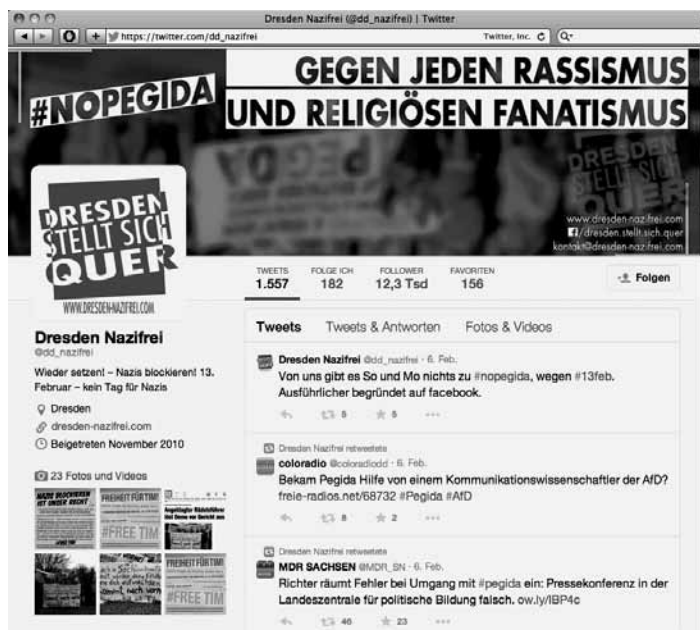 Dresden Nazifrei (@dd_nazifrei) | Twitter
https://twitter.com/dd_nazifrei
Twitter, Inc.
#NOPEGIDA
GEGEN JEDEN RASSISMUS
UND RELIGIÖSEN FANATISMUS
PEGIDA
DRESDEN
STELLT SICH
QUER
www.dresden-nazifrei.com
/dresden.stellt.sich.quer
kontakt@dresden-nazifrei.com
DRESDEN
STELLT SICH
QUER
WWW.DRESDEN-NAZIFREI.COM
TWEETS
1.557
FOLGE ICH
182
FOLLOWER
12,3 Tsd
FAVORITEN
156
Folgen
Dresden Nazifrei
@dd_nazifrei
Wieder setzen! – Nazis blockieren! 13.
Februar – kein Tag für Nazis
Dresden
dresden-nazifrei.com
Beigetreten November 2010
23 Fotos und Videos
NAZIS BLOCKIEREN
IST UNSER RECHT
FREIHEIT FÜR TIM!
#FREE TIM
Angeklagter Rädelsführer
FREIHEIT FÜR TIM!
#FREE TIM
Tweets Tweets & Antworten Fotos & Videos
Dresden Nazifrei @dd_nazifrei · 6. Feb.
Von uns gibt es So und Mo nichts zu #nopegida, wegen #13feb.
Ausführlicher begründet auf facebook.
5 5
Dresden Nazifrei retweetete
coloradio @coloradiodd · 6. Feb.
Bekam Pegida Hilfe von einem Kommunikationswissenschaftler der AfD?
freie-radios.net/68732 #Pegida #AfD
8 2
Dresden Nazifrei retweetete
MDR SACHSEN @MDR_SN · 6. Feb.
Richter räumt Fehler bei Umgang mit #pegida ein: Pressekonferenz in der
Landeszentrale für politische Bildung falsch. ow.ly/IBP4c
46 23